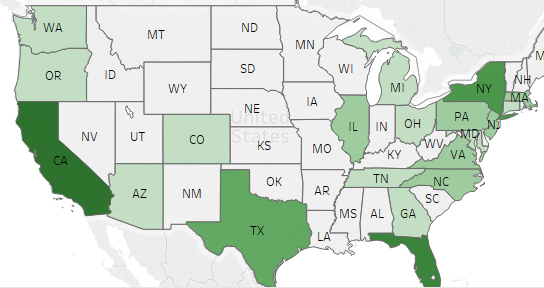 WA
MT
ND
MN
OR
ID
SD
WI
MI
NH
M
WY
NY
MA
NE
IA
PA
NJ
United
States
IL
IN
OH
MD
NV
UT
CO
KS
MO
WV
VA
CA
KY
AZ
NM
OK
TN
NC
AR
SC
MS
AL
GA
TX
LA